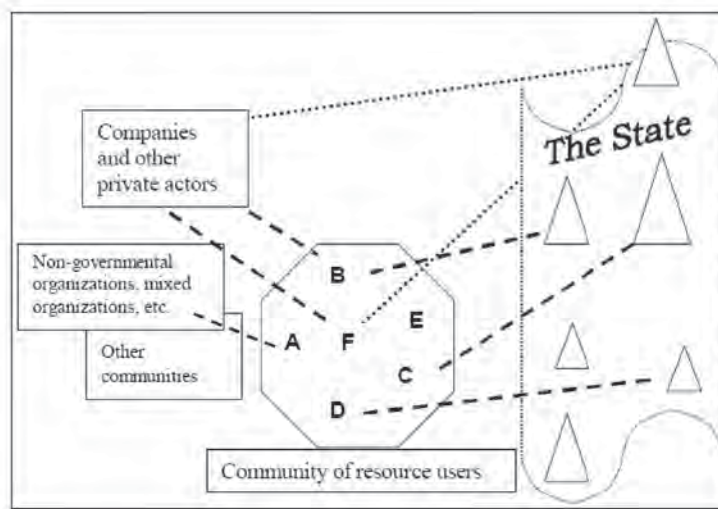 Companies
and other
private actors
The State
Non-governmental
organizations, mixed
organizations, etc.
Other
communities
B
E
A
F
C
D
Community of resource users